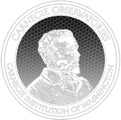 CARNEGIE OBSERVATORIES
CARNEGIE INSTITUTION OF WASHINGTON